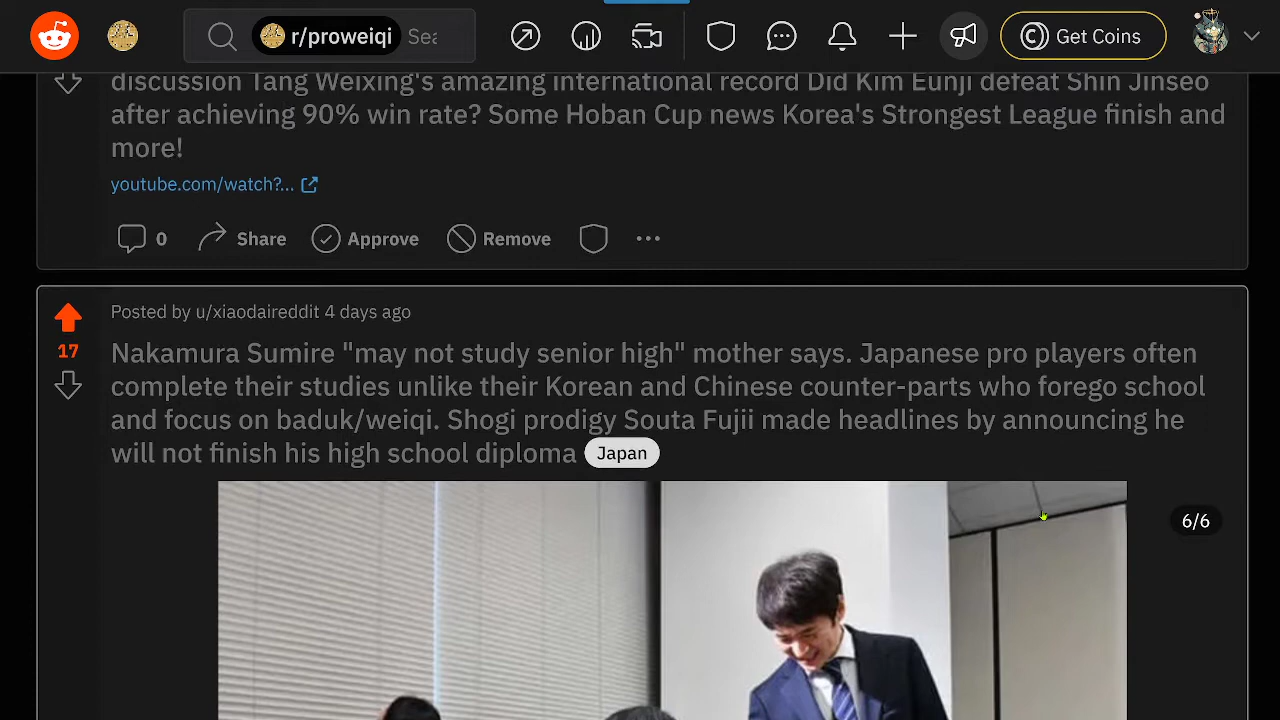 r/proweiqi Sea
Get Coins
discussion Tang Weixing's amazing international record Did Kim Eunji defeat Shin Jinseo
after achieving 90% win rate? Some Hoban Cup news Korea's Strongest League finish and
more!
youtube.com/watch?...
0 Share Approve Remove
Posted by u/xiaodaireddit 4 days ago
17
Nakamura Sumire "may not study senior high" mother says. Japanese pro players often
complete their studies unlike their Korean and Chinese counter-parts who forego school
and focus on baduk/weiqi. Shogi prodigy Souta Fujii made headlines by announcing he
will not finish his high school diploma Japan
6/6